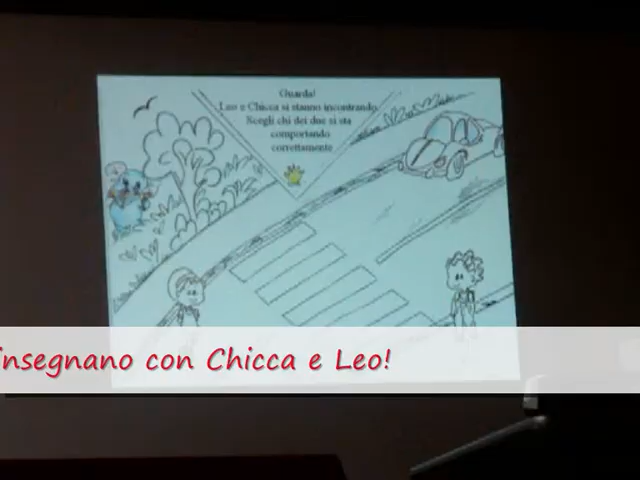 Guarda!
Leo e Chicca si stanno incontrando.
Scegli chi dei due si sta
comportando
correttamente
insegnano con Chicca e Leo!